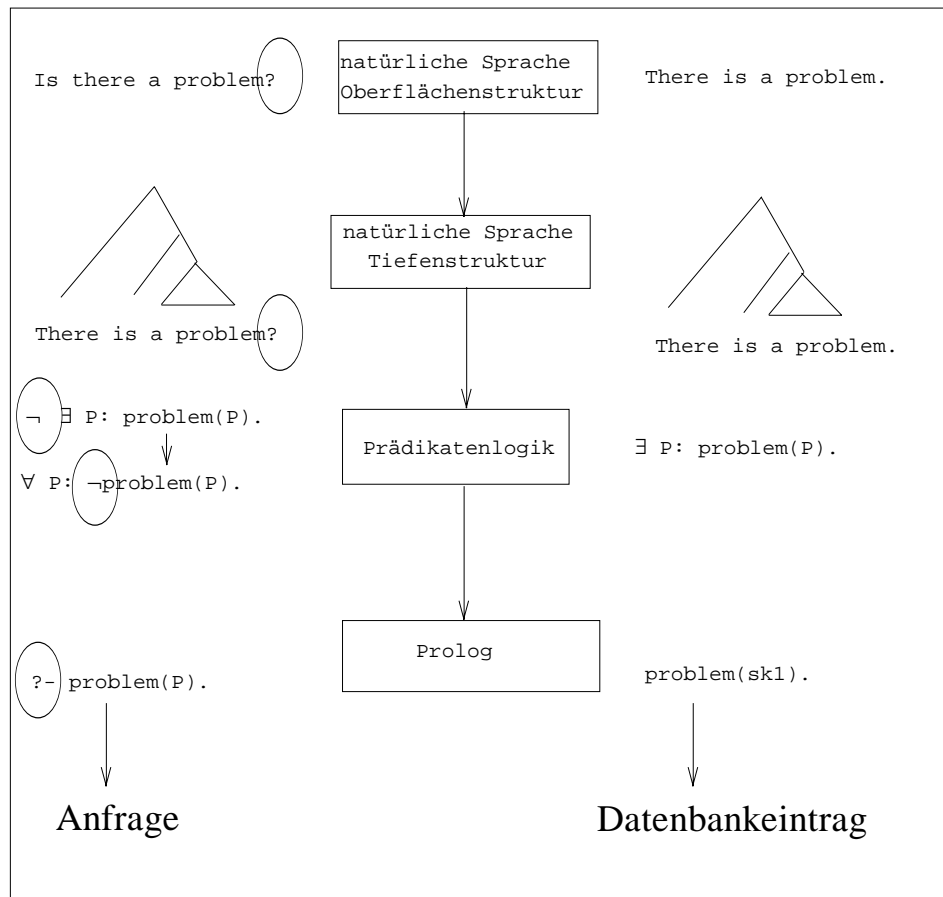 Is there a problem?
natürliche Sprache
Oberflächenstruktur
There is a problem.
natürliche Sprache
Tiefenstruktur
There is a problem?
There is a problem.
¬ ∃ P: problem(P).
∀ P: ¬problem(P).
Prädikatenlogik
∃ P: problem(P).
?- problem(P).
Prolog
problem(sk1).
Anfrage
Datenbankeintrag